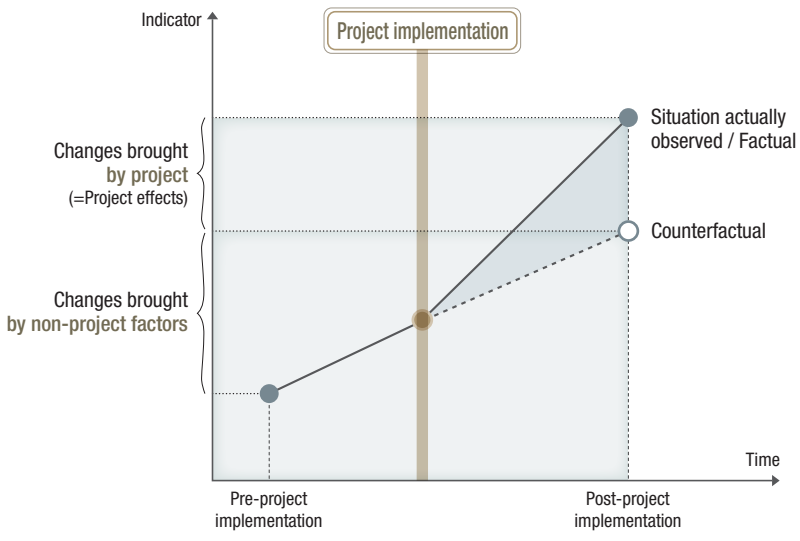 Indicator
Project implementation
Situation actually
observed / Factual
Changes brought
by project
(=Project effects)
Counterfactual
Changes brought
by non-project factors
Time
Pre-project
implementation
Post-project
implementation